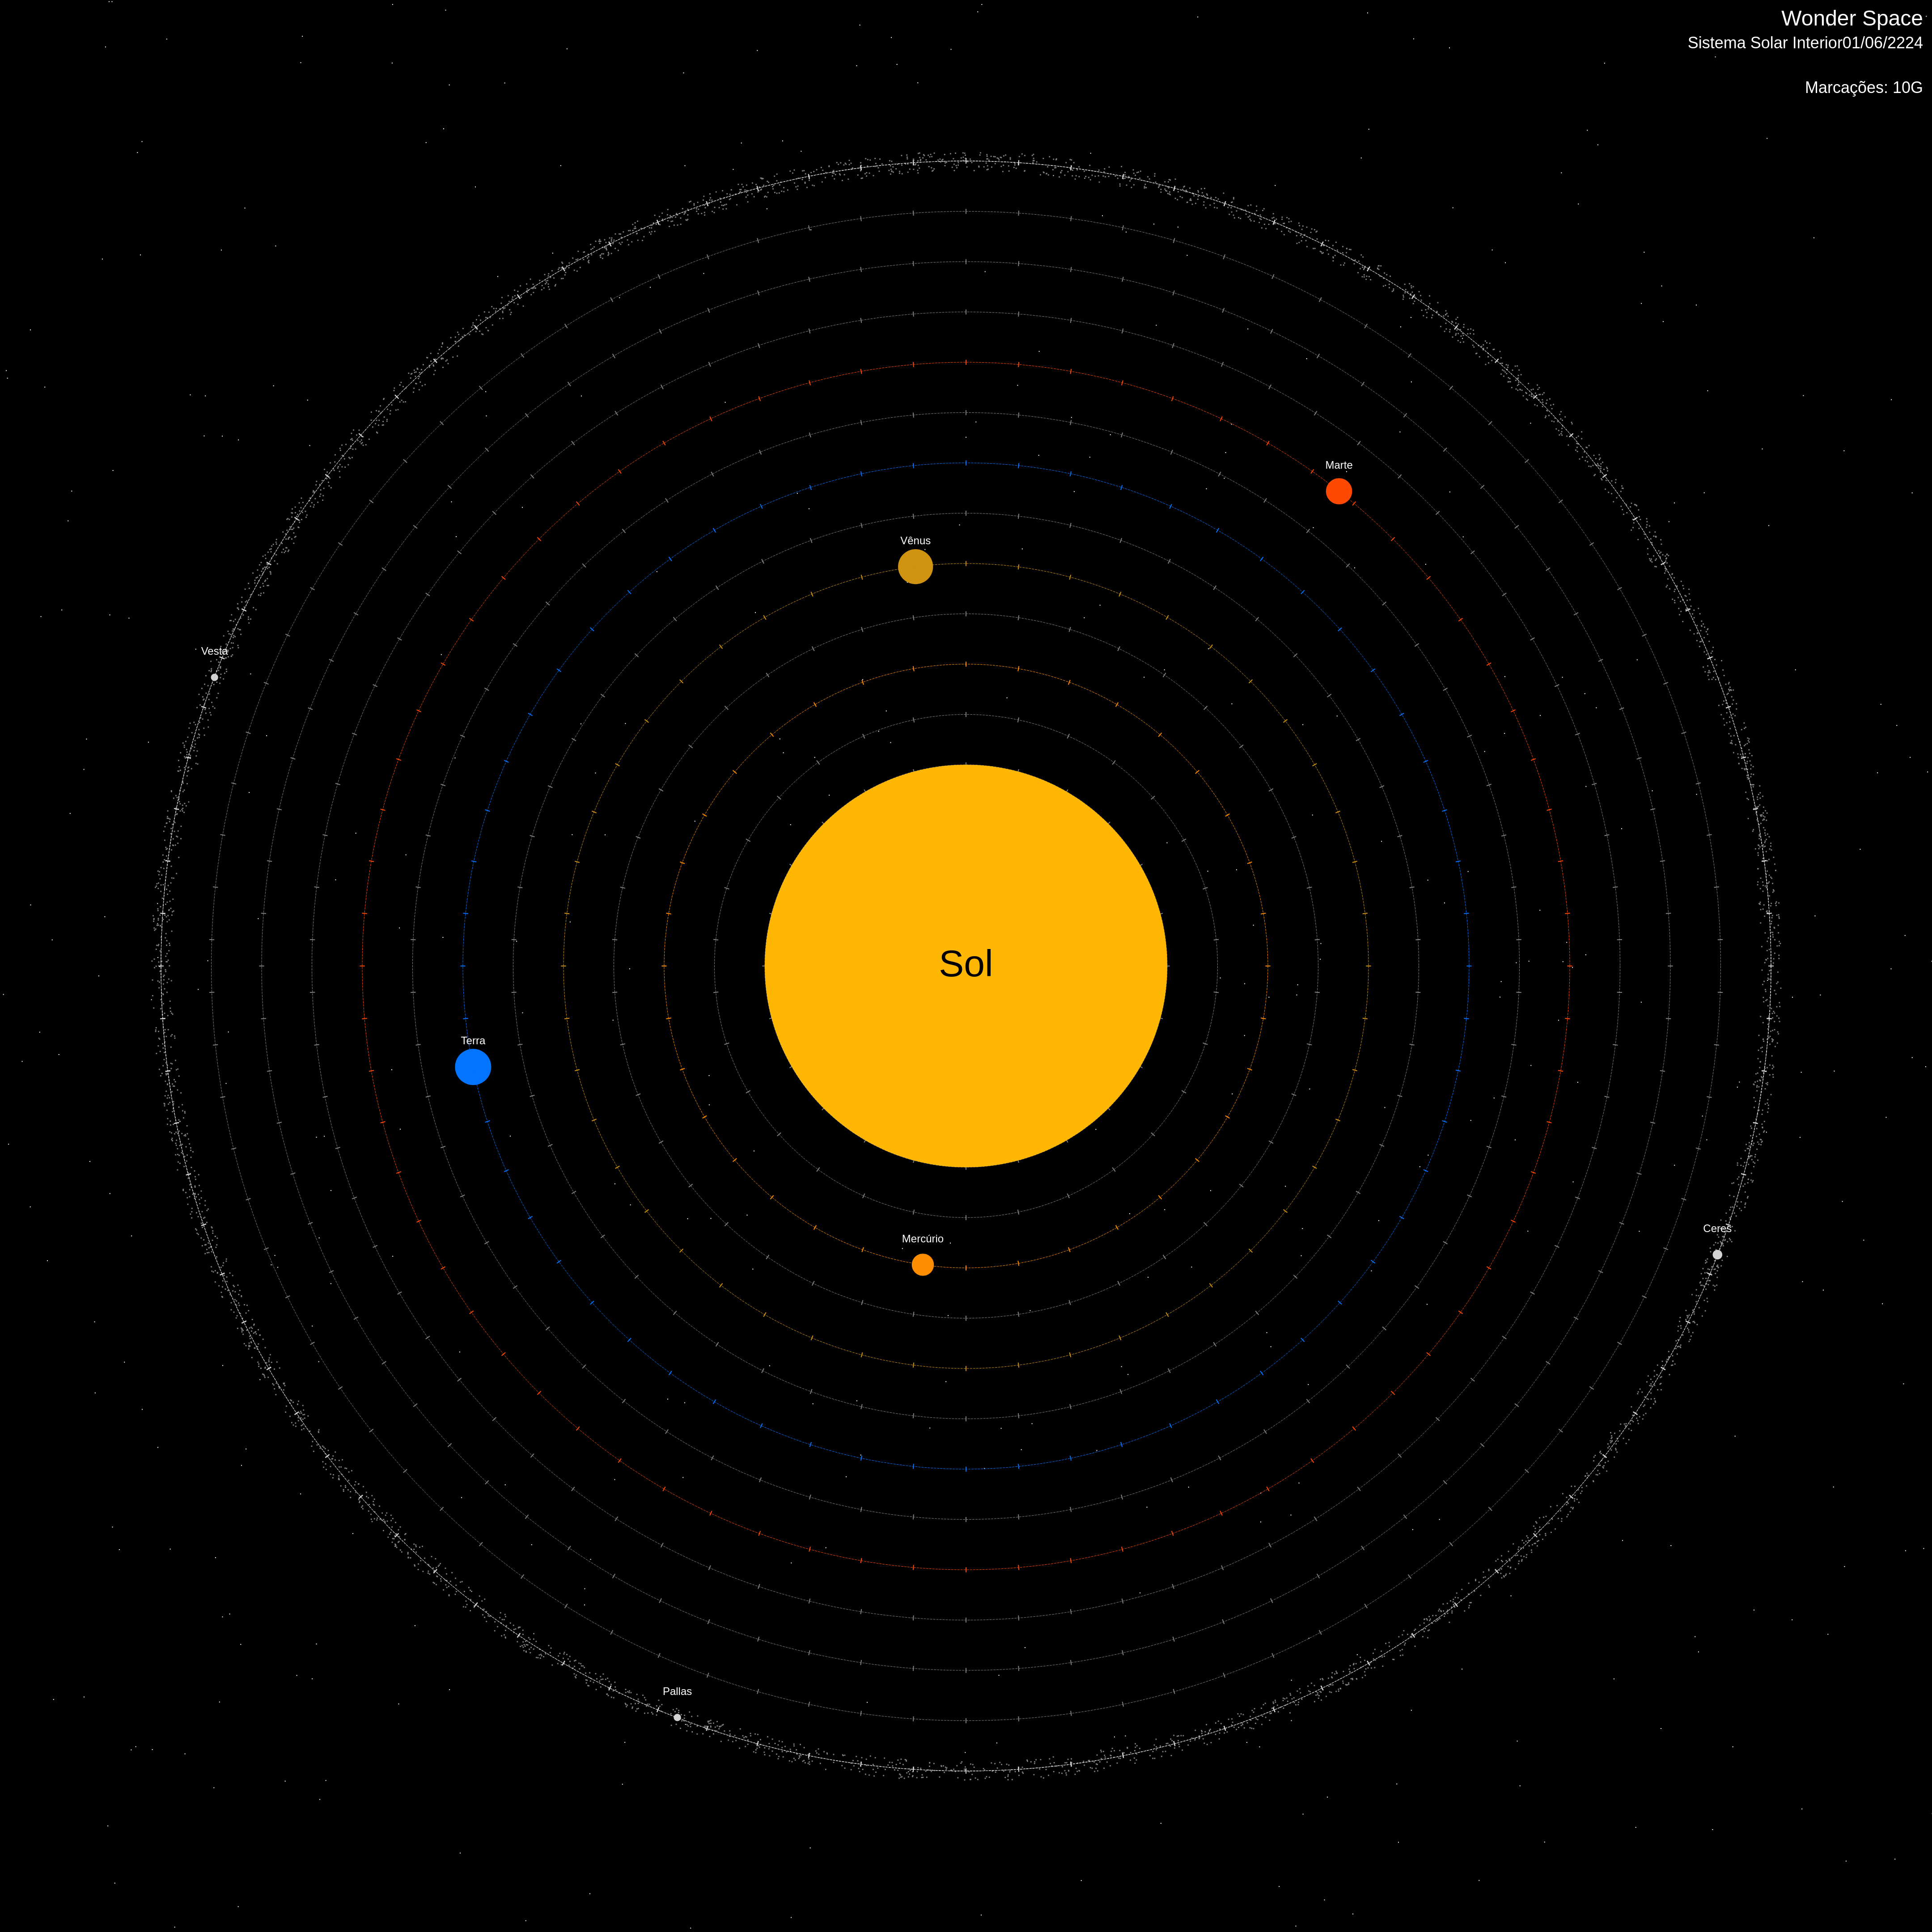 Wonder Space
Sistema Solar Interior01/06/2224
Marcações: 10G
Marte
Vênus
Vesta
Sol
Terra
Ceres
Mercúrio
Pallas